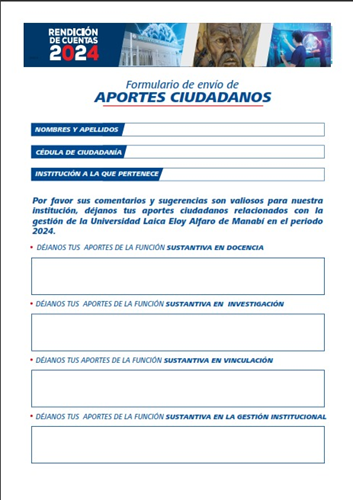 RENDICIÓN
DE CUENTAS
2024
Formulario de envío de
APORTES CIUDADANOS
NOMBRES Y APELLIDOS
CÉDULA DE CIUDADANÍA
INSTITUCIÓN A LA QUE PERTENECE
Por favor sus comentarios y sugerencias son valiosos para nuestra
institución, déjanos tus aportes ciudadanos relacionados con la
gestión de la Universidad Laica Eloy Alfaro de Manabí en el periodo
2024.
• DÉJANOS TUS APORTES DE LA FUNCIÓN SUSTANTIVA EN DOCENCIA
• DÉJANOS TUS APORTES DE LA FUNCIÓN SUSTANTIVA EN INVESTIGACIÓN
• DÉJANOS TUS APORTES DE LA FUNCIÓN SUSTANTIVA EN VINCULACIÓN
• DÉJANOS TUS APORTES DE LA FUNCIÓN SUSTANTIVA EN LA GESTIÓN INSTITUCIONAL